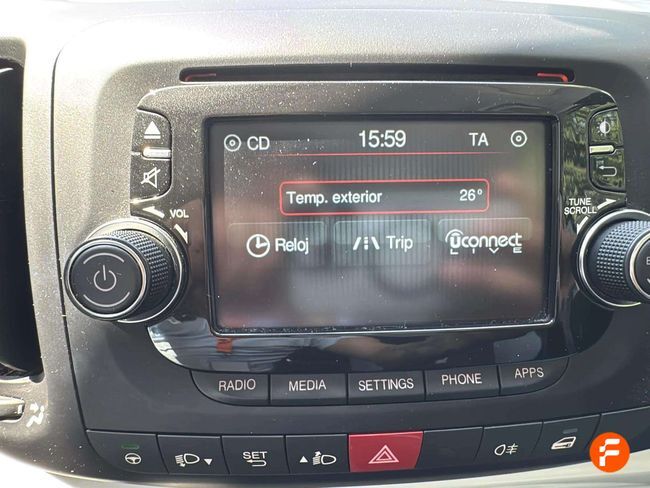 CD 15:59 TA
Temp. exterior 26°
Reloj Trip uconnect
LIVE
VOL
TUNE
SCROLL
RADIO MEDIA SETTINGS PHONE APPS
SET